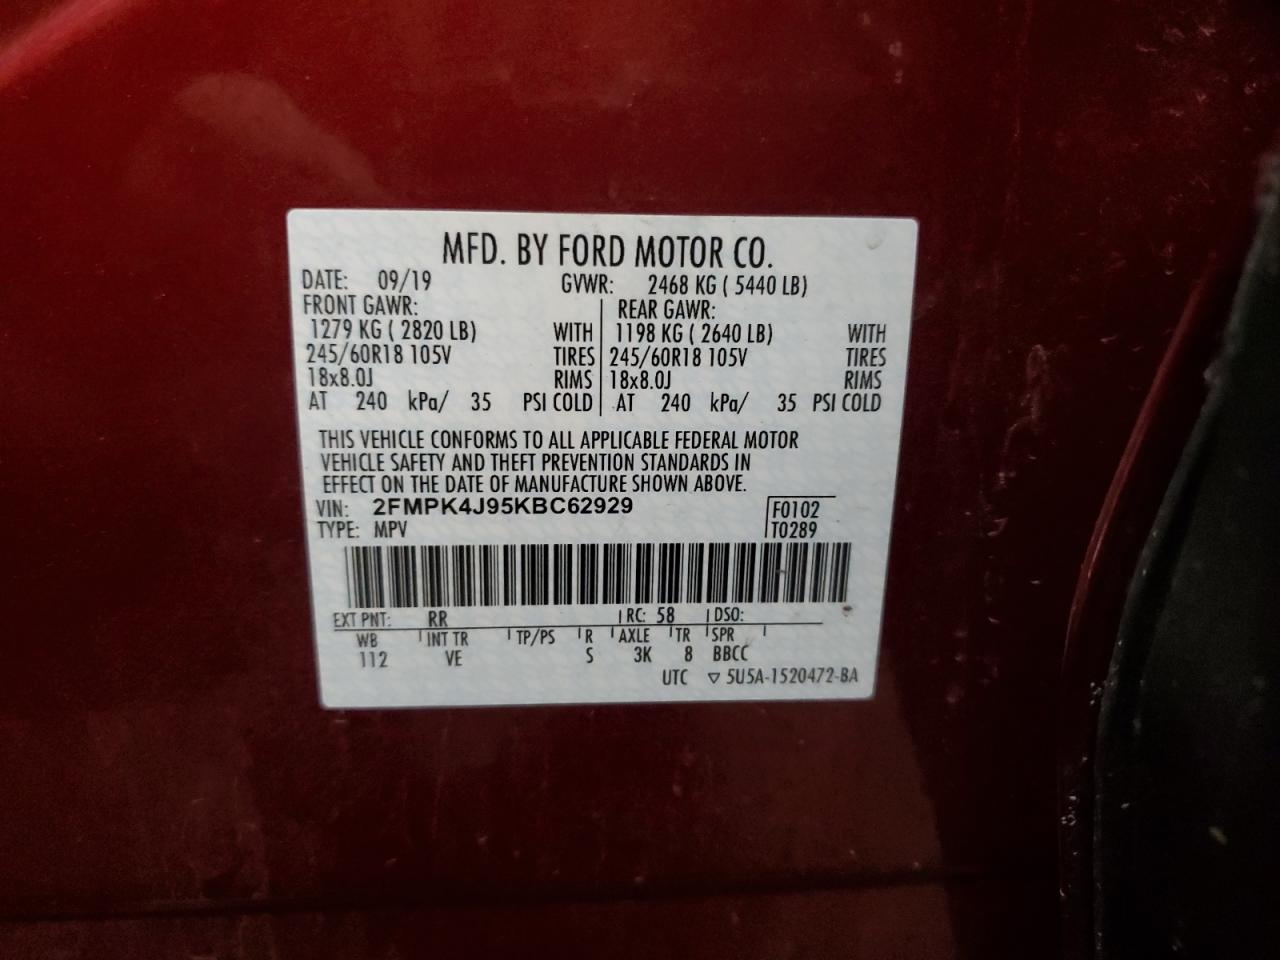 MFD. BY FORD MOTOR CO.
DATE: 09/19 GVWR: 2468 KG ( 5440 LB)
FRONT GAWR: REAR GAWR:
1279 KG ( 2820 LB) WITH 1198 KG ( 2640 LB) WITH
245/60R18 105V TIRES 245/60R18 105V TIRES
18x8.0J RIMS 18x8.0J RIMS
AT 240 kPa/ 35 PSI COLD AT 240 kPa/ 35 PSI COLD
THIS VEHICLE CONFORMS TO ALL APPLICABLE FEDERAL MOTOR
VEHICLE SAFETY AND THEFT PREVENTION STANDARDS IN
EFFECT ON THE DATE OF MANUFACTURE SHOWN ABOVE.
VIN: 2FMPK4J95KBC62929 F0102
TYPE: MPV T0289
EXT PNT: RR RC: 58 DSO:
WB INT TR TP/PS R AXLE TR SPR
112 VE S 3K 8 BBCC
UTC ▽ 5U5A-1520472-BA